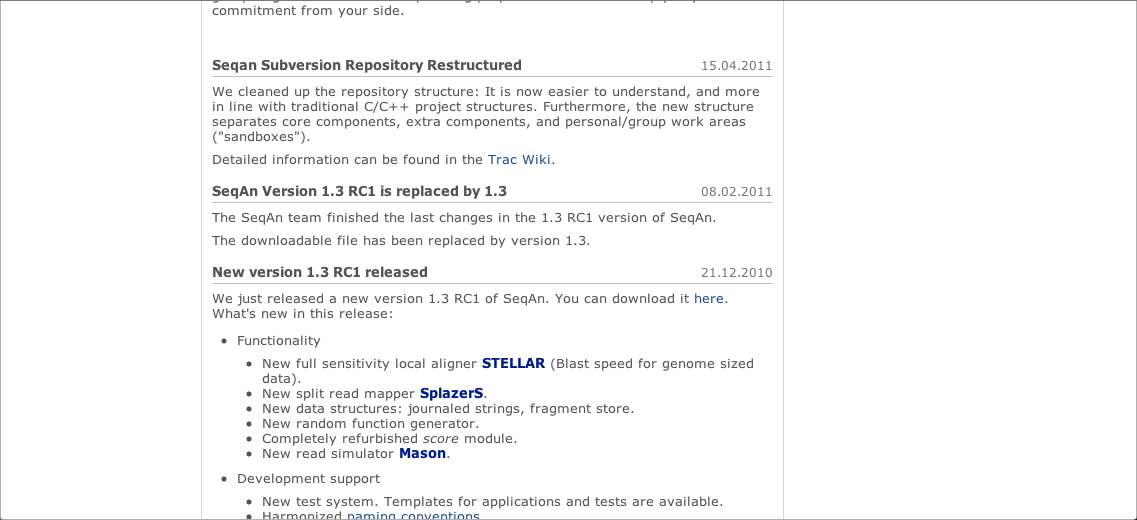 commitment from your side.
Seqan Subversion Repository Restructured 15.04.2011
We cleaned up the repository structure: It is now easier to understand, and more
in line with traditional C/C++ project structures. Furthermore, the new structure
separates core components, extra components, and personal/group work areas
("sandboxes").
Detailed information can be found in the Trac Wiki.
SeqAn Version 1.3 RC1 is replaced by 1.3 08.02.2011
The SeqAn team finished the last changes in the 1.3 RC1 version of SeqAn.
The downloadable file has been replaced by version 1.3.
New version 1.3 RC1 released 21.12.2010
We just released a new version 1.3 RC1 of SeqAn. You can download it here.
What's new in this release:
• Functionality
• New full sensitivity local aligner STELLAR (Blast speed for genome sized
data).
• New split read mapper SplazerS.
• New data structures: journaled strings, fragment store.
• New random function generator.
• Completely refurbished score module.
• New read simulator Mason.
• Development support
• New test system. Templates for applications and tests are available.
• Harmonized naming conventions.